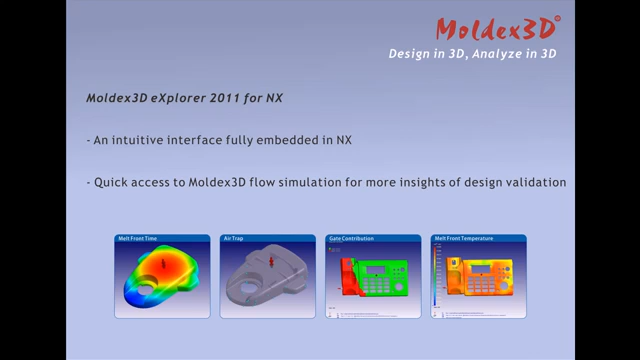 Moldex3D
Design in 3D, Analyze in 3D
Moldex3D eXplorer 2011 for NX
- An intuitive interface fully embedded in NX
- Quick access to Moldex3D flow simulation for more insights of design validation
Melt Front Time
Air Trap
Gate Contribution
Melt Front Temperature